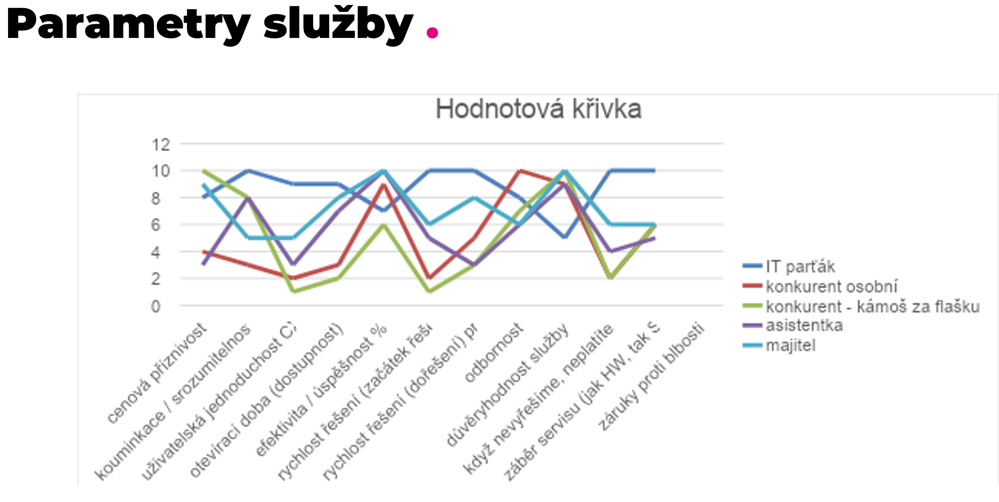 Parametry služby .
Hodnotová křivka
12
10
8
6
4
2
0
cenová příznivost
kouminkace / srozumitelnos
uživatelská jednoduchost C
otevírací doba (dostupnost)
efektivita / úspěšnost %
rychlost řešení (začátek řeši
rychlost řešení (dořešení) pr
odbornost
důvěryhodnost služby
když nevyřešíme, neplatíte
záběr servisu (jak HW, tak S
záruky proti blbosti
IT parťák
konkurent osobní
konkurent - kámoš za flašku
asistentka
majitel